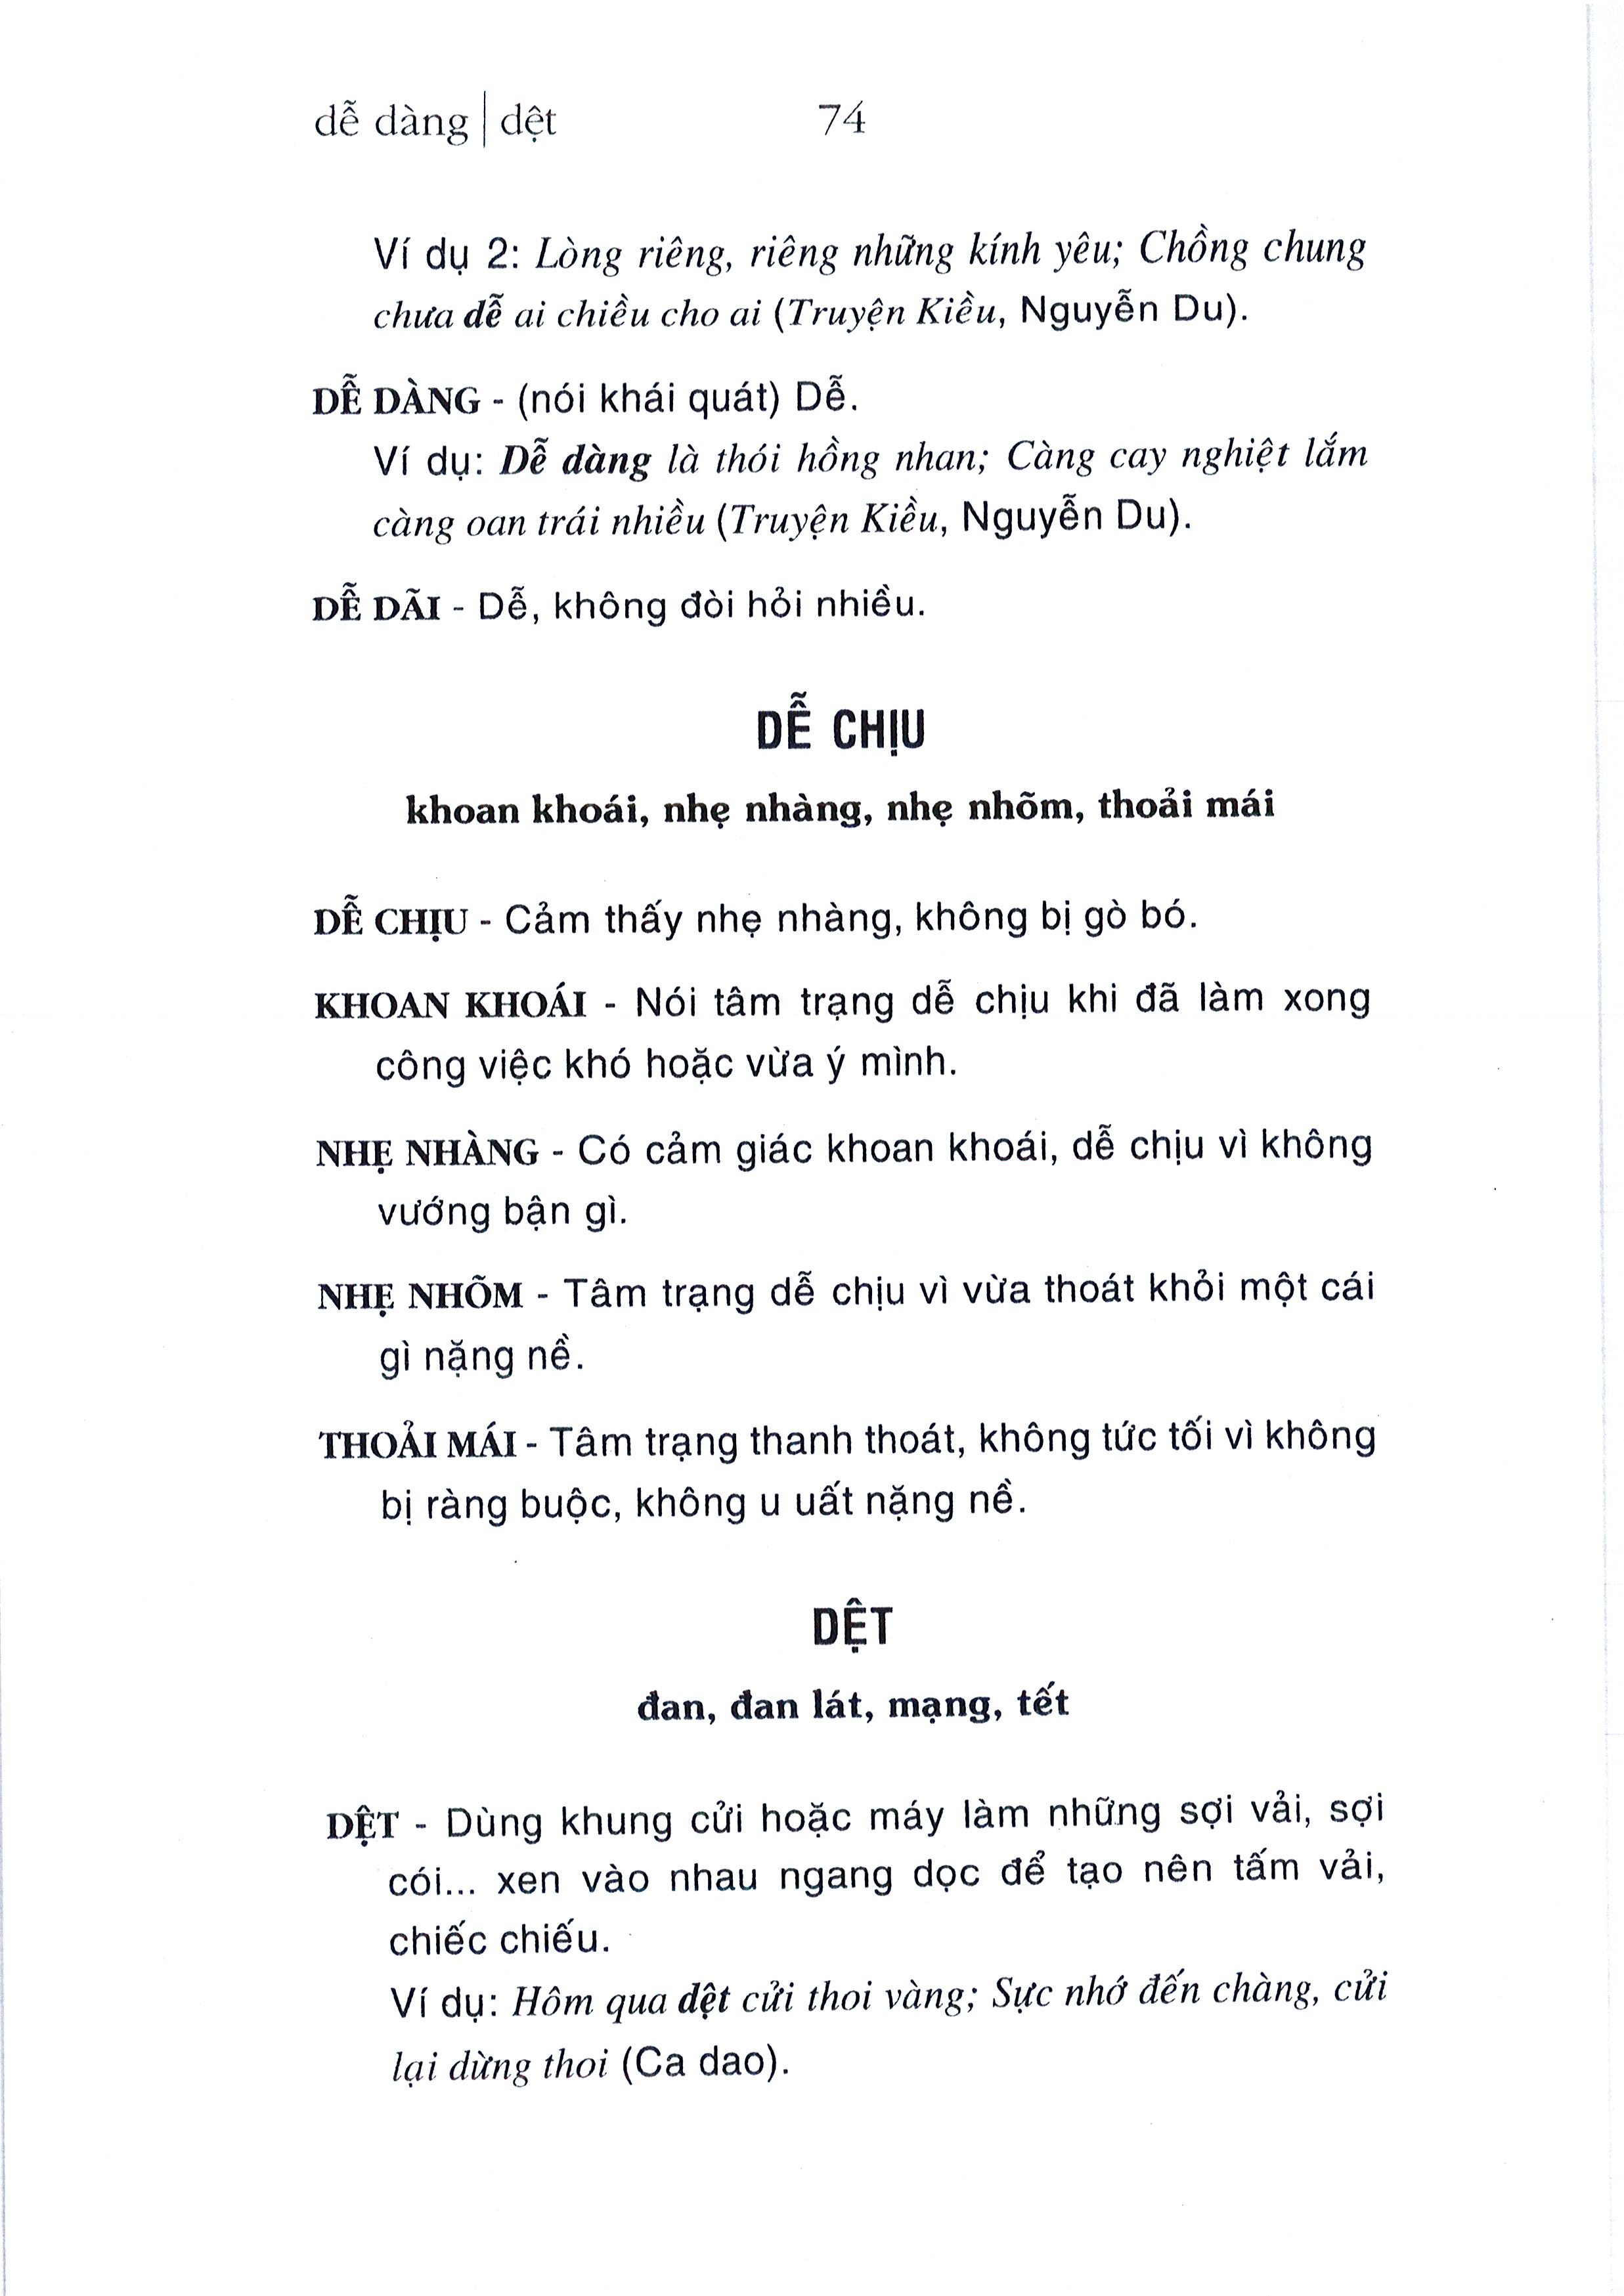 dễ dàng | dệt 74
Ví dụ 2: Lòng riêng, riêng những kính yêu; Chồng chung
chưa dễ ai chiều cho ai (Truyện Kiều, Nguyễn Du).
DỄ DÀNG - (nói khái quát) Dễ.
Ví dụ: Dễ dàng là thói hồng nhan; Càng cay nghiệt lắm
càng oan trái nhiều (Truyện Kiều, Nguyễn Du).
DỄ DÃI - Dễ, không đòi hỏi nhiều.
DỄ CHỊU
khoan khoái, nhẹ nhàng, nhẹ nhõm, thoải mái
DỄ CHỊU - Cảm thấy nhẹ nhàng, không bị gò bó.
KHOAN KHOÁI - Nói tâm trạng dễ chịu khi đã làm xong
công việc khó hoặc vừa ý mình.
NHẸ NHÀNG - Có cảm giác khoan khoái, dễ chịu vì không
vướng bận gì.
NHẸ NHÕM - Tâm trạng dễ chịu vì vừa thoát khỏi một cái
gì nặng nề.
THOẢI MÁI - Tâm trạng thanh thoát, không tức tối vì không
bị ràng buộc, không u uất nặng nề.
DỆT
đan, đan lát, mạng, tết
DỆT - Dùng khung cửi hoặc máy làm những sợi vải, sợi
cói... xen vào nhau ngang dọc để tạo nên tấm vải,
chiếc chiếu.
Ví dụ: Hôm qua dệt cửi thoi vàng; Sực nhớ đến chàng, cửi
lại dừng thoi (Ca dao).